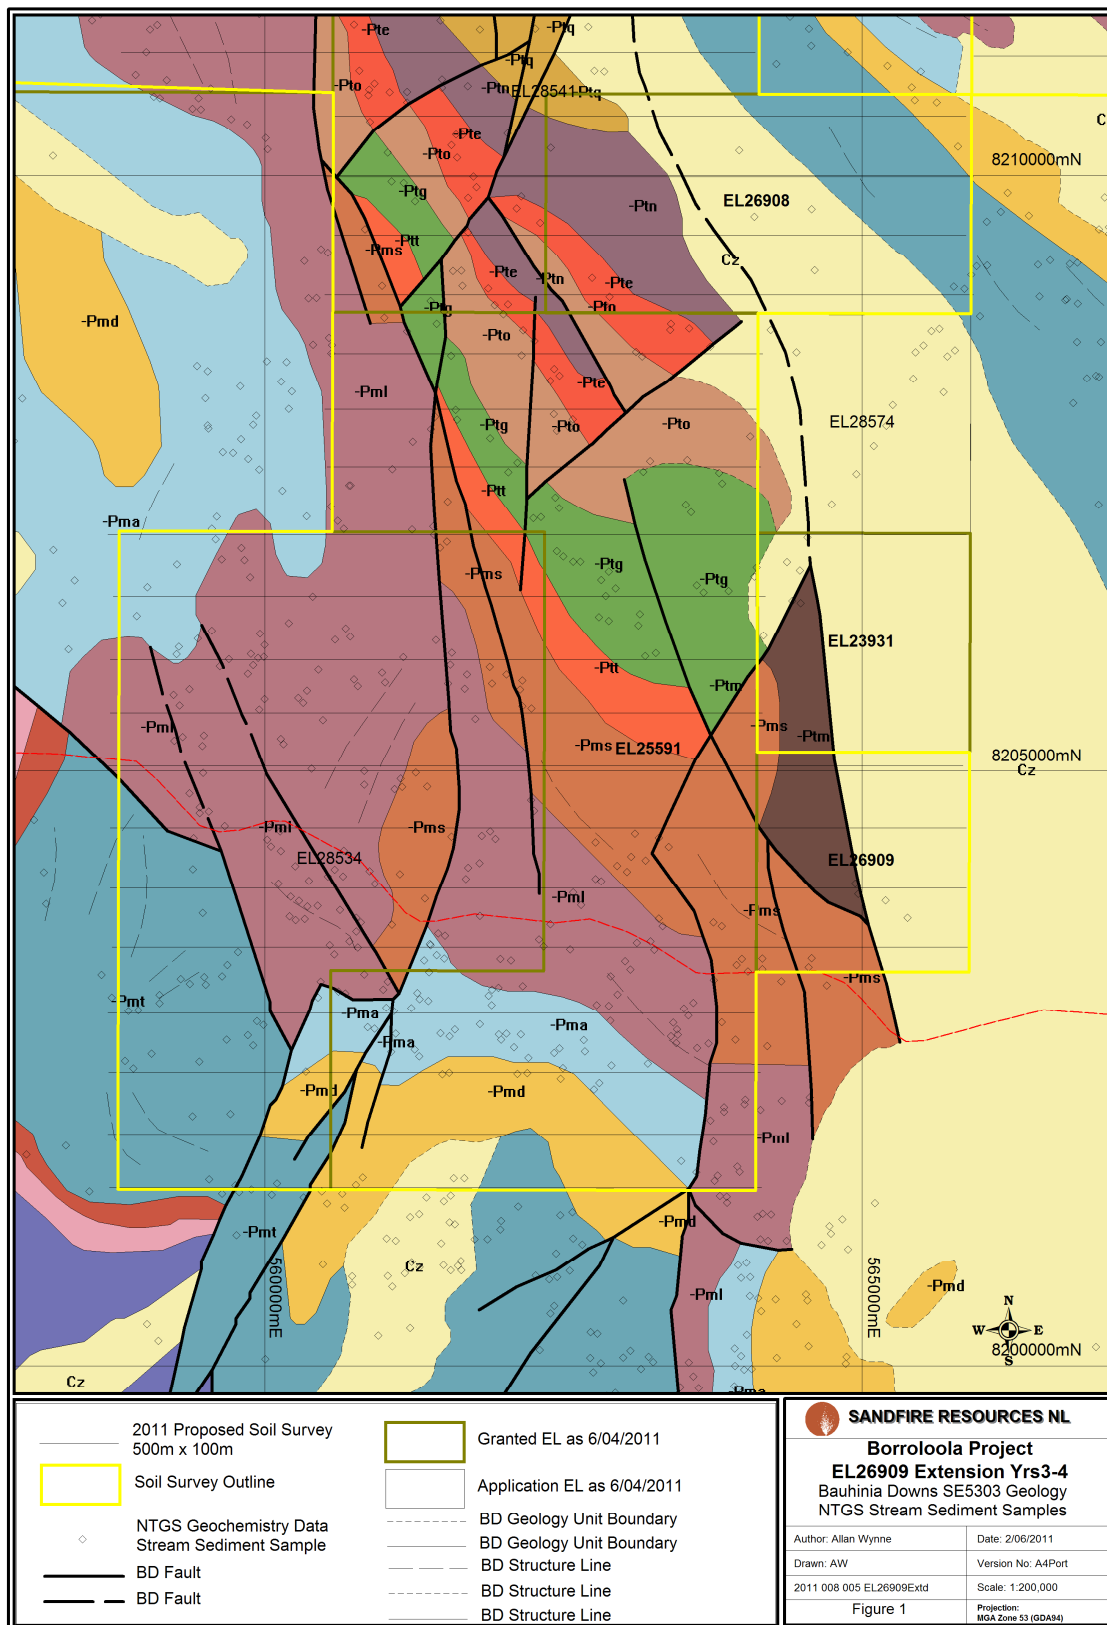 -Pte
-Ptq
-Ptq
-Pto
-Ptn
EL28541
-Ptq
C
-Pte
-Pto
8210000mN
-Ptg
EL26908
-Ptn
-Ptt
-Pms
Cz
-Pte
-Ptn
-Pte
-Ptg
-Ptn
-Pmd
-Pto
-Pte
-Pml
EL28574
-Ptg
-Pto
-Pto
-Ptt
-Pma
-Ptg
-Pms
-Ptg
EL23931
-Ptt
-Ptm
-Pml
-Pms
-Ptm
-Pms
EL25591
8205000mN
Cz
-Pml
-Pms
EL28534
EL26909
-Pml
-Pms
-Pms
-Pmt
-Pma
-Pma
-Pma
-Pmd
-Pmd
-Pml
-Pmt
-Pmd
Cz
560000mE
565000mE
-Pml
-Pmd
N
W
E
S
8200000mN
Cz
-Pma
2011 Proposed Soil Survey
500m x 100m
Soil Survey Outline
NTGS Geochemistry Data
Stream Sediment Sample
BD Fault
BD Fault
Granted EL as 6/04/2011
Application EL as 6/04/2011
BD Geology Unit Boundary
BD Geology Unit Boundary
BD Structure Line
BD Structure Line
BD Structure Line
SANDFIRE RESOURCES NL
Borroloola Project
EL26909 Extension Yrs3-4
Bauhinia Downs SE5303 Geology
NTGS Stream Sediment Samples
Author: Allan Wynne
Date: 2/06/2011
Drawn: AW
Version No: A4Port
2011 008 005 EL26909Extd
Scale: 1:200,000
Figure 1
Projection:
MGA Zone 53 (GDA94)